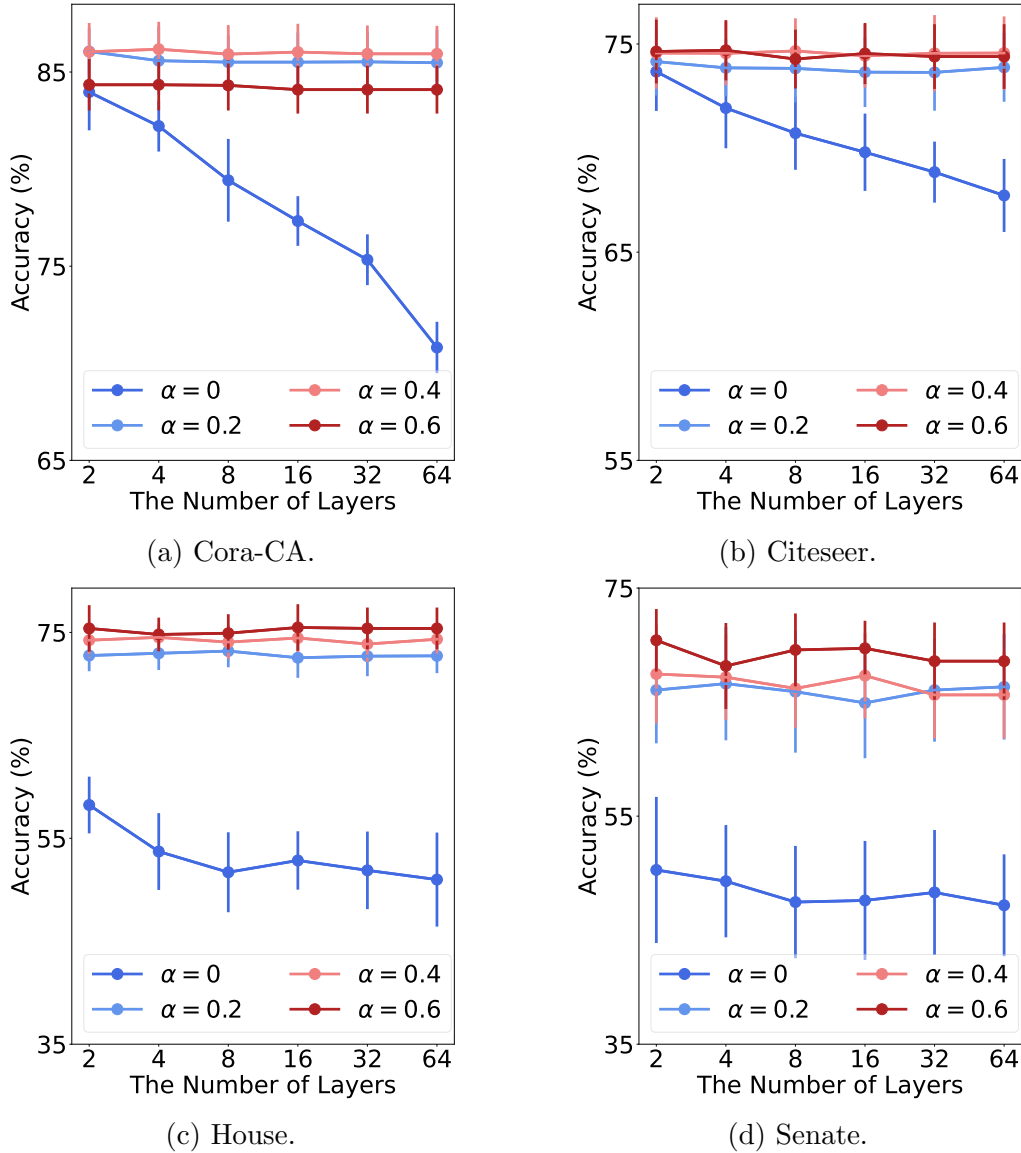 85
75
65
Accuracy (%)
α = 0
α = 0.4
α = 0.2
α = 0.6
2 4 8 16 32 64
The Number of Layers
(a) Cora-CA.
75
65
55
Accuracy (%)
α = 0
α = 0.4
α = 0.2
α = 0.6
2 4 8 16 32 64
The Number of Layers
(b) Citeseer.
75
55
35
Accuracy (%)
α = 0
α = 0.4
α = 0.2
α = 0.6
2 4 8 16 32 64
The Number of Layers
(c) House.
75
55
35
Accuracy (%)
α = 0
α = 0.4
α = 0.2
α = 0.6
2 4 8 16 32 64
The Number of Layers
(d) Senate.